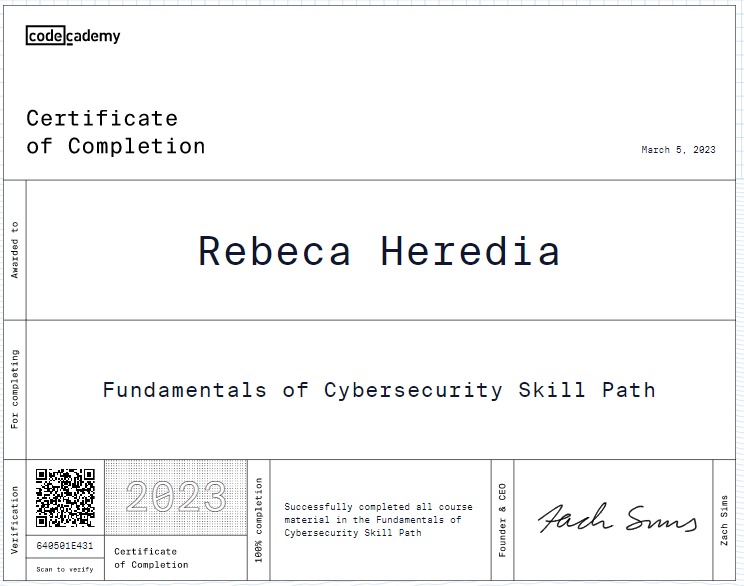 codecademy
Certificate
of Completion
March 5, 2023
Awarded to
Rebeca Heredia
For completing
Fundamentals of Cybersecurity Skill Path
Verification
640501E431
Scan to verify
2023
Certificate
of Completion
100% completion
Successfully completed all course
material in the Fundamentals of
Cybersecurity Skill Path
Founder & CEO
Zach Sims
Zach Sims